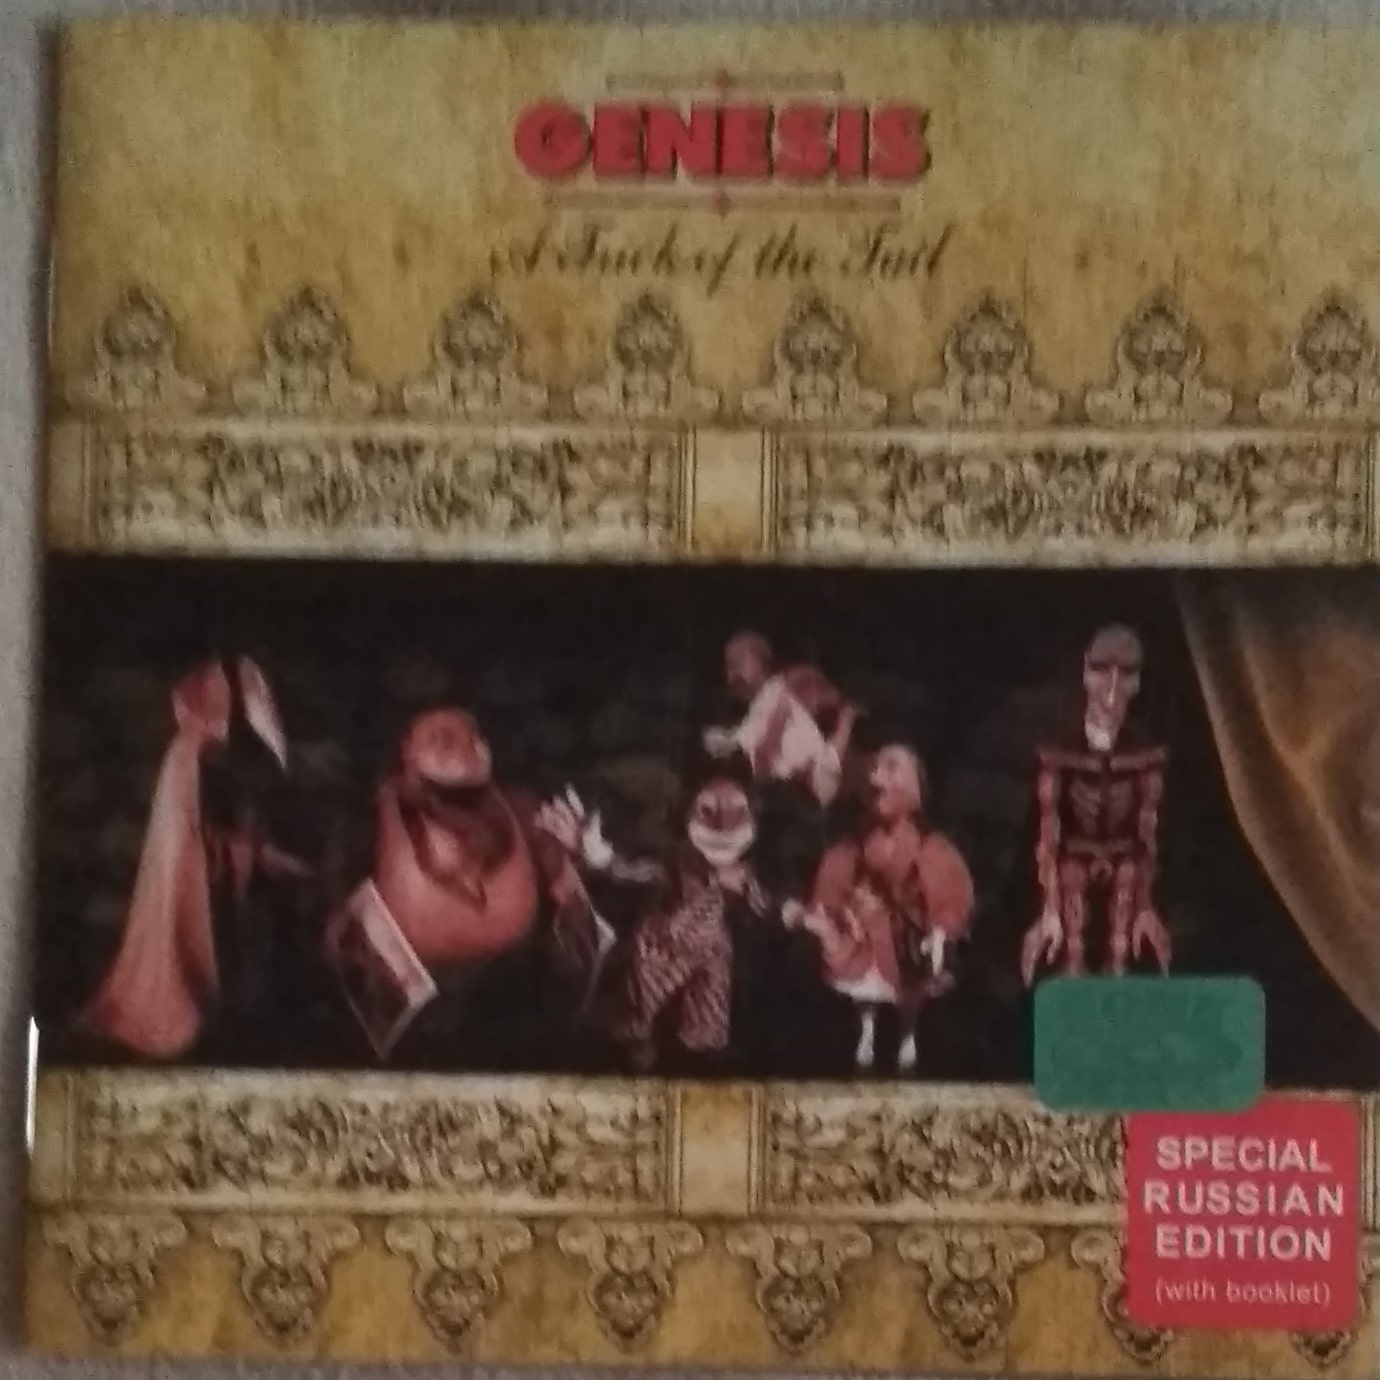 GENESIS
A Trick of the Tail
SPECIAL
RUSSIAN
EDITION
(with booklet)